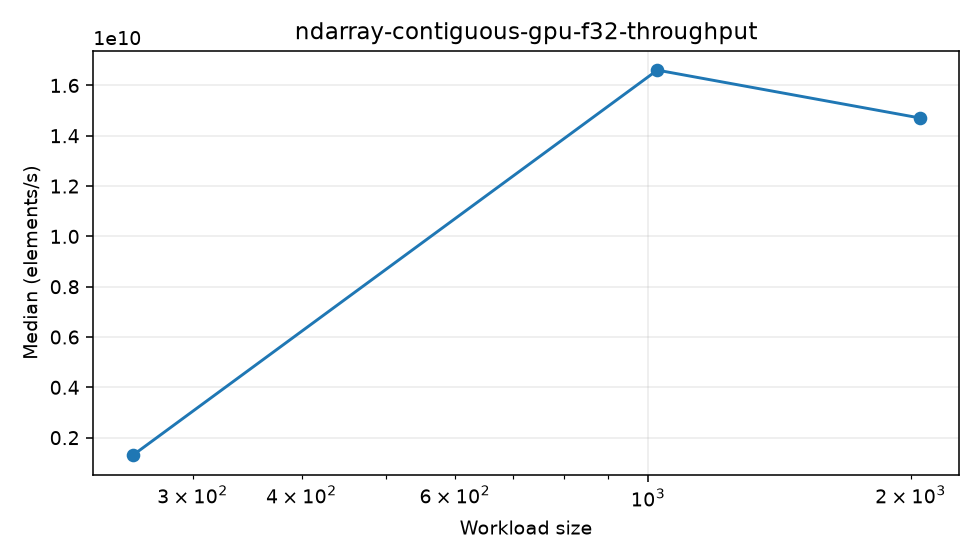 ndarray-contiguous-gpu-f32-throughput
1e10
1.6
1.4
1.2
1.0
0.8
0.6
0.4
0.2
Median (elements/s)
3 × 10² 4 × 10² 6 × 10² 10³ 2 × 10³
Workload size